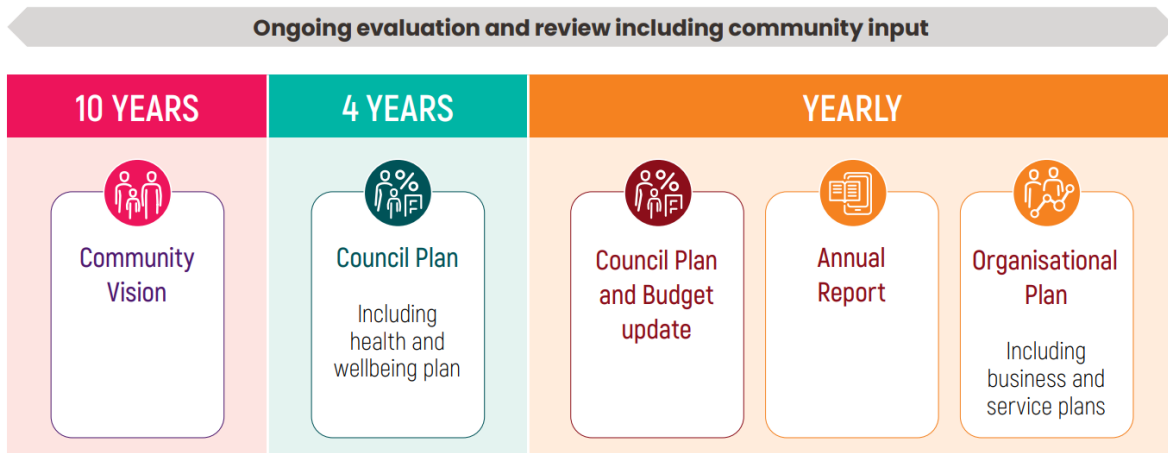 Ongoing evaluation and review including community input
10 YEARS
4 YEARS
YEARLY
Community
Vision
Council Plan
Including
health and
wellbeing plan
Council Plan
and Budget
update
Annual
Report
Organisational
Plan
Including
business and
service plans